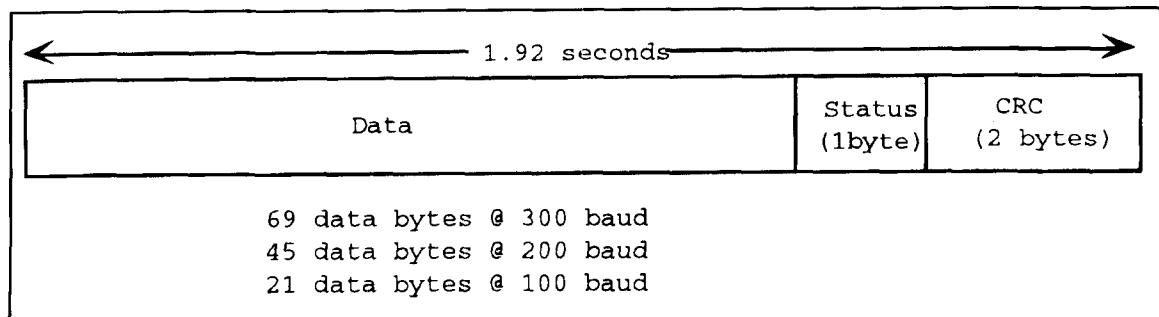 1.92 seconds
Data
Status
(1byte)
CRC
(2 bytes)
69 data bytes @ 300 baud
45 data bytes @ 200 baud
21 data bytes @ 100 baud